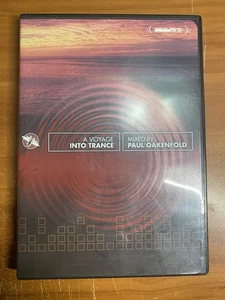 A VOYAGE
INTO TRANCE
MIXED BY
PAUL OAKENFOLD